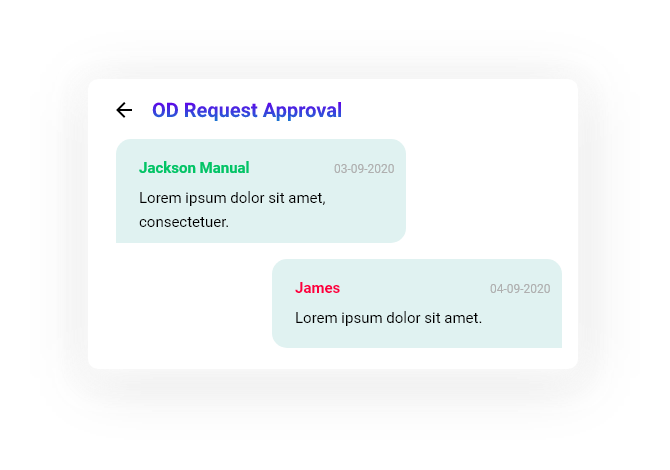 OD Request Approval
Jackson Manual 03-09-2020
Lorem ipsum dolor sit amet,
consectetuer.
James 04-09-2020
Lorem ipsum dolor sit amet.